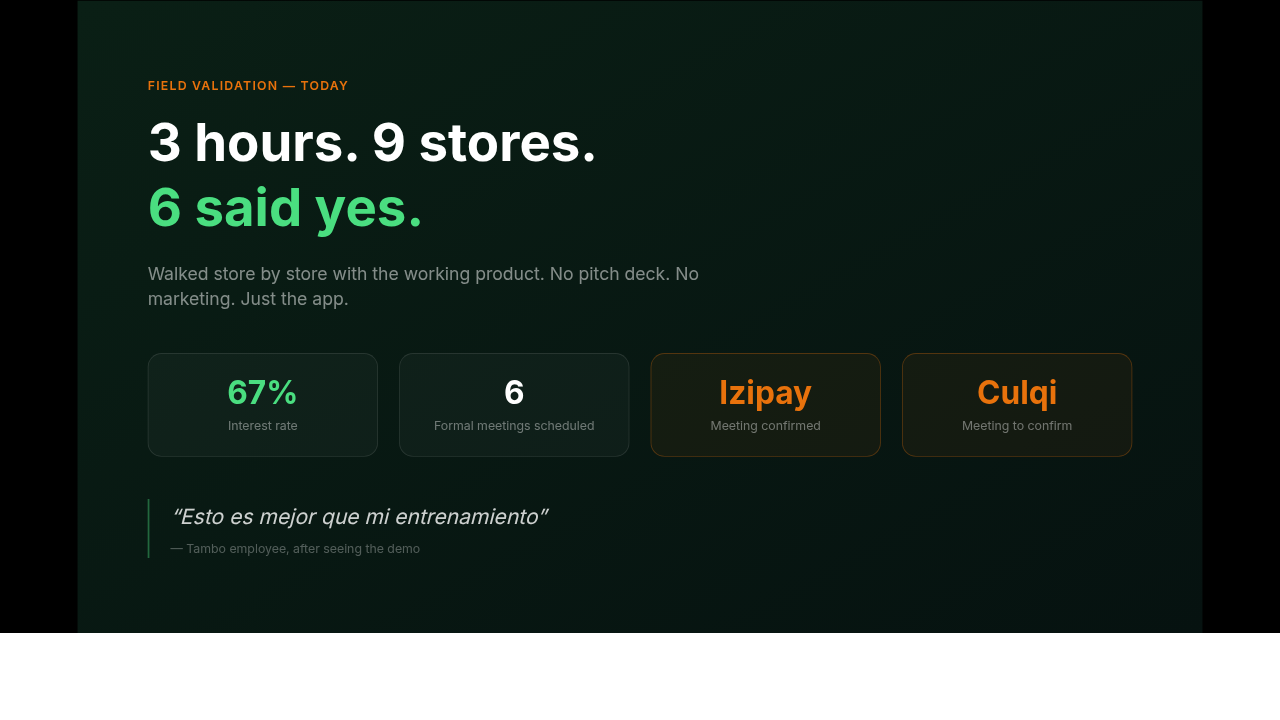 FIELD VALIDATION — TODAY
3 hours. 9 stores.
6 said yes.
Walked store by store with the working product. No pitch deck. No
marketing. Just the app.
67%
Interest rate
6
Formal meetings scheduled
Izipay
Meeting confirmed
Culqi
Meeting to confirm
“Esto es mejor que mi entrenamiento”
— Tambo employee, after seeing the demo